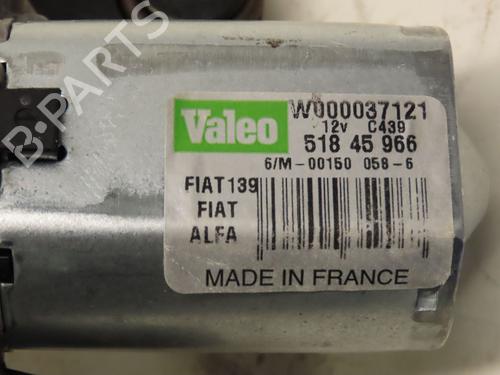 B-PARTS
Valeo
W000037121
12v C439
518 45 966
6/M-00150 058-6
FIAT139
FIAT
ALFA
MADE IN FRANCE